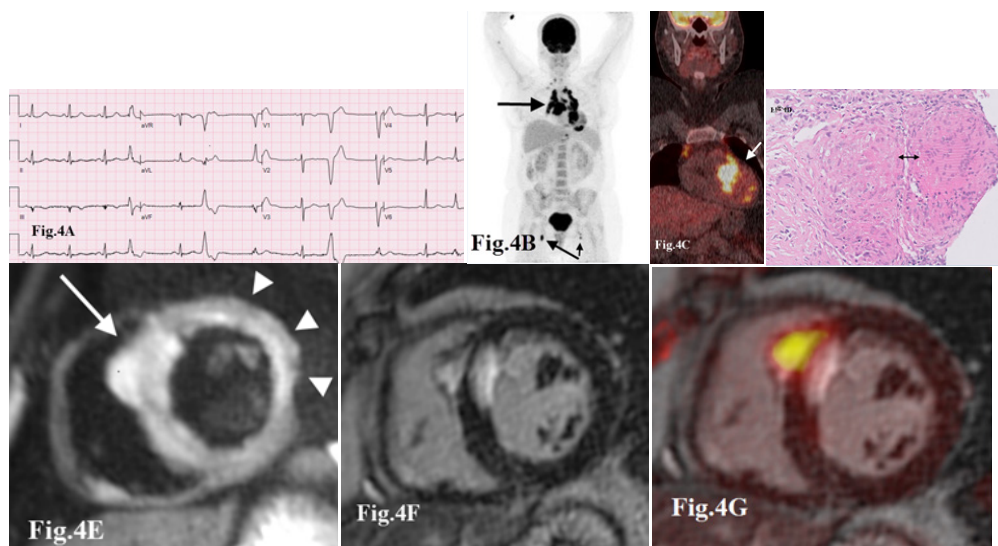 I
aVR
V1
V4
II
aVL
V2
V5
III
aVF
V3
V6
Fig.4A
Fig.4B
Fig.4C
Fig.4E
Fig.4F
Fig.4G